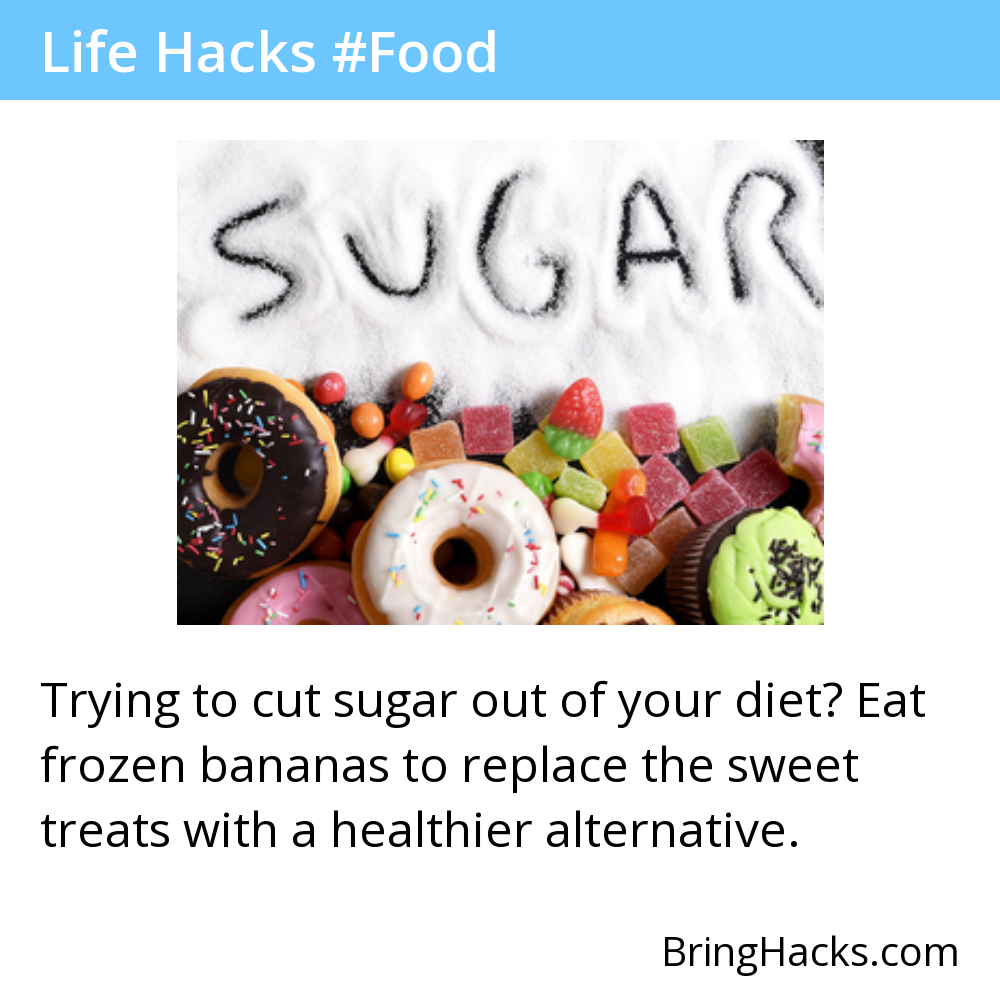 Life Hacks #Food
SUGAR
Trying to cut sugar out of your diet? Eat
frozen bananas to replace the sweet
treats with a healthier alternative.
BringHacks.com